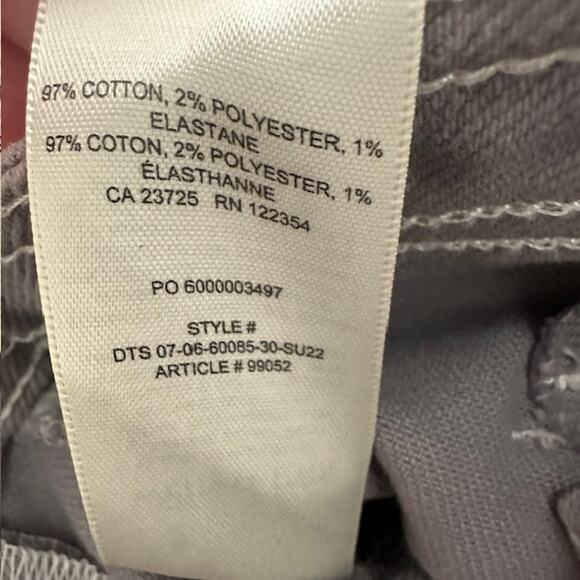 97% COTTON, 2% POLYESTER, 1%
ELASTANE
97% COTON, 2% POLYESTER, 1%
ÉLASTHANNE
CA 23725 RN 122354
PO 6000003497
STYLE #
DTS 07-06-60085-30-SU22
ARTICLE # 99052